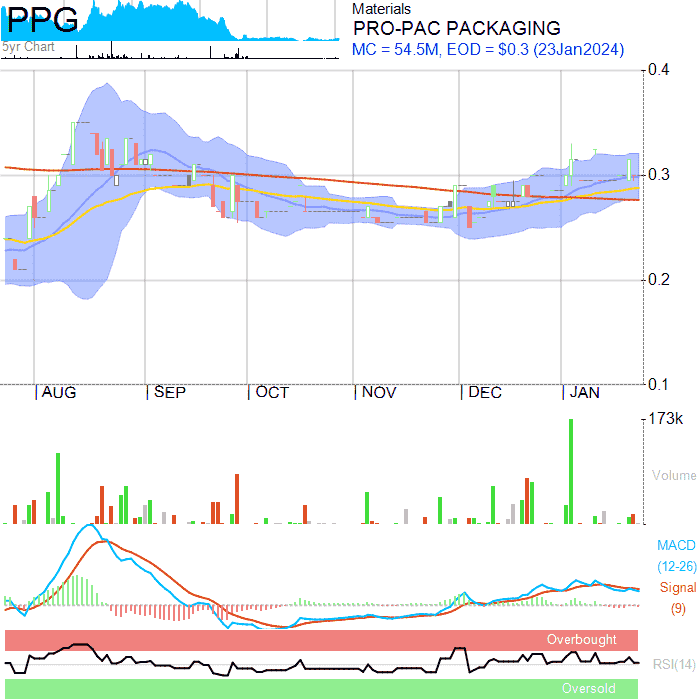 PPG
5yr Chart
Materials
PRO-PAC PACKAGING
MC = 54.5M, EOD = $0.3 (23Jan2024)
0.4
0.3
0.2
0.1
AUG SEP OCT NOV DEC JAN
173k
Volume
MACD
(12-26)
Signal
(9)
Overbought
RSI(14)
Oversold